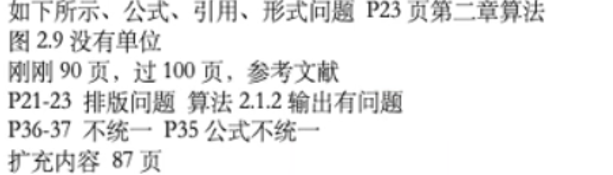 如下所示、公式、引用、形式问题 P23 页第二章算法
图 2.9 没有单位
刚刚 90 页，过 100 页，参考文献
P21-23 排版问题 算法 2.1.2 输出有问题
P36-37 不统一 P35 公式不统一
扩充内容 87 页